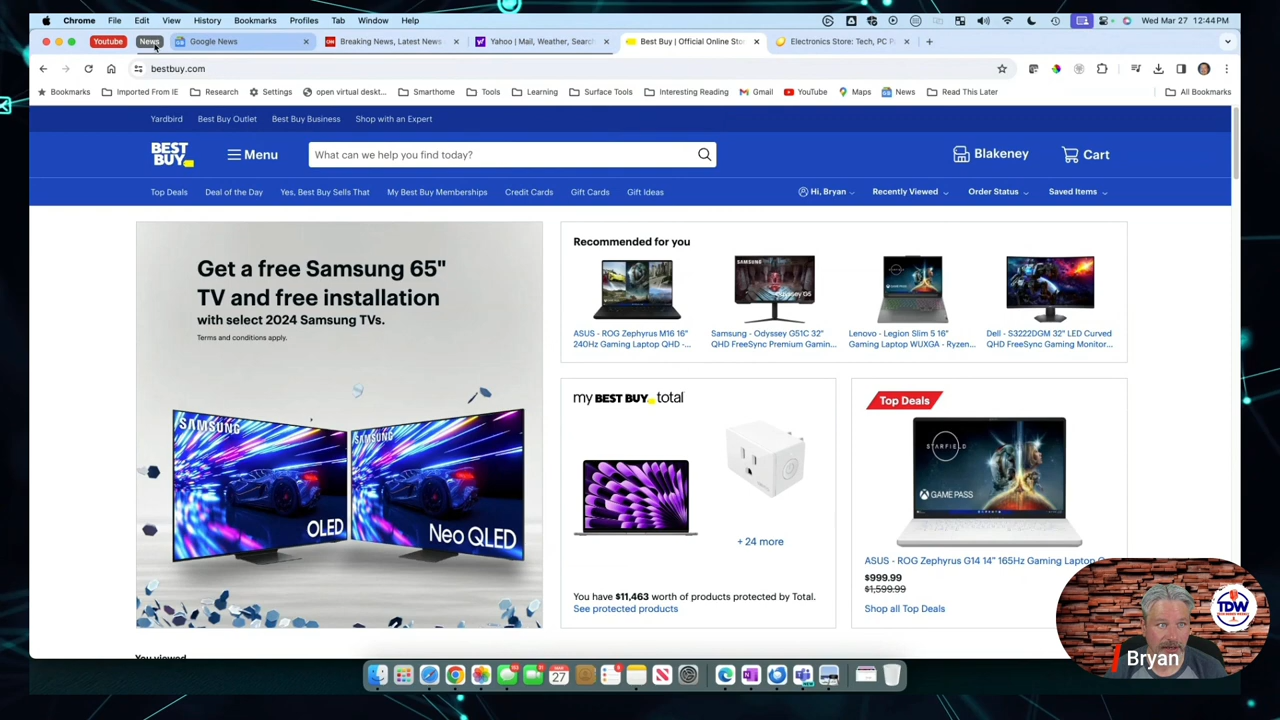 Chrome File Edit View History Bookmarks Profiles Tab Window Help
Wed Mar 27 12:44PM
Youtube News Google News Breaking News, Latest News Yahoo | Mail, Weather, Search Best Buy | Official Online Sto Electronics Store: Tech, PC P
bestbuy.com
Bookmarks Imported From IE Research Settings open virtual deskt... Smarthome Tools Learning Surface Tools Interesting Reading Gmail YouTube Maps News Read This Later All Bookmarks
Yardbird Best Buy Outlet Best Buy Business Shop with an Expert
BEST BUY
Menu
What can we help you find today?
Blakeney
Cart
Top Deals Deal of the Day Yes, Best Buy Sells That My Best Buy Memberships Credit Cards Gift Cards Gift Ideas Hi, Bryan Recently Viewed Order Status Saved Items
Get a free Samsung 65"
TV and free installation
with select 2024 Samsung TVs.
Terms and conditions apply.
SAMSUNG SAMSUNG
OLED
Neo QLED
Recommended for you
SAMSUNG
Odyssey G5
ASUS - ROG Zephyrus M16 16"
240Hz Gaming Laptop QHD -...
Samsung - Odyssey G51C 32"
QHD FreeSync Premium Gamin...
Lenovo - Legion Slim 5 16"
Gaming Laptop WUXGA - Ryzen...
Dell - S3222DGM 32" LED Curved
QHD FreeSync Gaming Monitor...
my BEST BUY total
+ 24 more
You have $11,463 worth of products protected by Total.
See protected products
Top Deals
STARFIELD
GAME PASS
ASUS - ROG Zephyrus G14 14" 165Hz Gaming Laptop
$999.99
$1,599.99
Shop all Top Deals
You viewed
TDW
Bryan
27